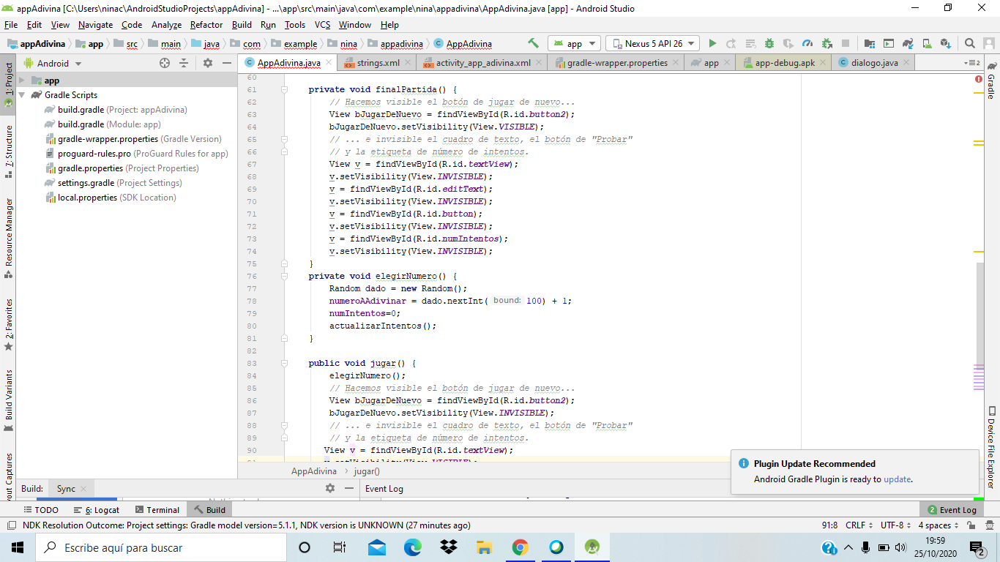 appAdivina [C:\Users\ninac\AndroidStudioProjects\appAdivina] - ...\app\src\main\java\com\example\nina\appadivina\AppAdivina.java [app] - Android Studio
File Edit View Navigate Code Analyze Refactor Build Run Tools VCS Window Help
appAdivina app src main java com example nina appadivina AppAdivina app Nexus 5 API 26
Android
AppAdivina.java strings.xml activity_app_adivina.xml gradle-wrapper.properties app app-debug.apk dialogo.java 2
1: Project
7: Structure
Resource Manager
2: Favorites
Build Variants
yout Captures
app
Gradle Scripts
build.gradle (Project: appAdivina)
build.gradle (Module: app)
gradle-wrapper.properties (Gradle Version)
proguard-rules.pro (ProGuard Rules for app)
gradle.properties (Project Properties)
settings.gradle (Project Settings)
local.properties (SDK Location)
60
61 private void finalPartida() {
62 // Hacemos visible el botón de jugar de nuevo...
63 View bJugarDeNuevo = findViewById(R.id.button2);
64 bJugarDeNuevo.setVisibility(View.VISIBLE);
65 // ... e invisible el cuadro de texto, el botón de "Probar"
66 // y la etiqueta de número de intentos.
67 View v = findViewById(R.id.textView);
68 v.setVisibility(View.INVISIBLE);
69 v = findViewById(R.id.editText);
70 v.setVisibility(View.INVISIBLE);
71 v = findViewById(R.id.button);
72 v.setVisibility(View.INVISIBLE);
73 v = findViewById(R.id.numIntentos);
74 v.setVisibility(View.INVISIBLE);
75 }
76 private void elegirNumero() {
77 Random dado = new Random();
78 numeroAAdivinar = dado.nextInt( bound: 100) + 1;
79 numIntentos=0;
80 actualizarIntentos();
81 }
82
83 public void jugar() {
84 elegirNumero();
85 // Hacemos visible el botón de jugar de nuevo...
86 View bJugarDeNuevo = findViewById(R.id.button2);
87 bJugarDeNuevo.setVisibility(View.INVISIBLE);
88 // ... e invisible el cuadro de texto, el botón de "Probar"
89 // y la etiqueta de número de intentos.
90 View v = findViewById(R.id.textView);
91 v.setVisibility(View.VISIBLE);
AppAdivina jugar()
Gradle
Device File Explorer
Plugin Update Recommended
Android Gradle Plugin is ready to update.
Build: Sync Event Log
TODO 6: Logcat Terminal Build 2 Event Log
NDK Resolution Outcome: Project settings: Gradle model version=5.1.1, NDK version is UNKNOWN (27 minutes ago) 91:8 CRLF UTF-8 4 spaces
Escribe aquí para buscar
19:59
25/10/2020
2